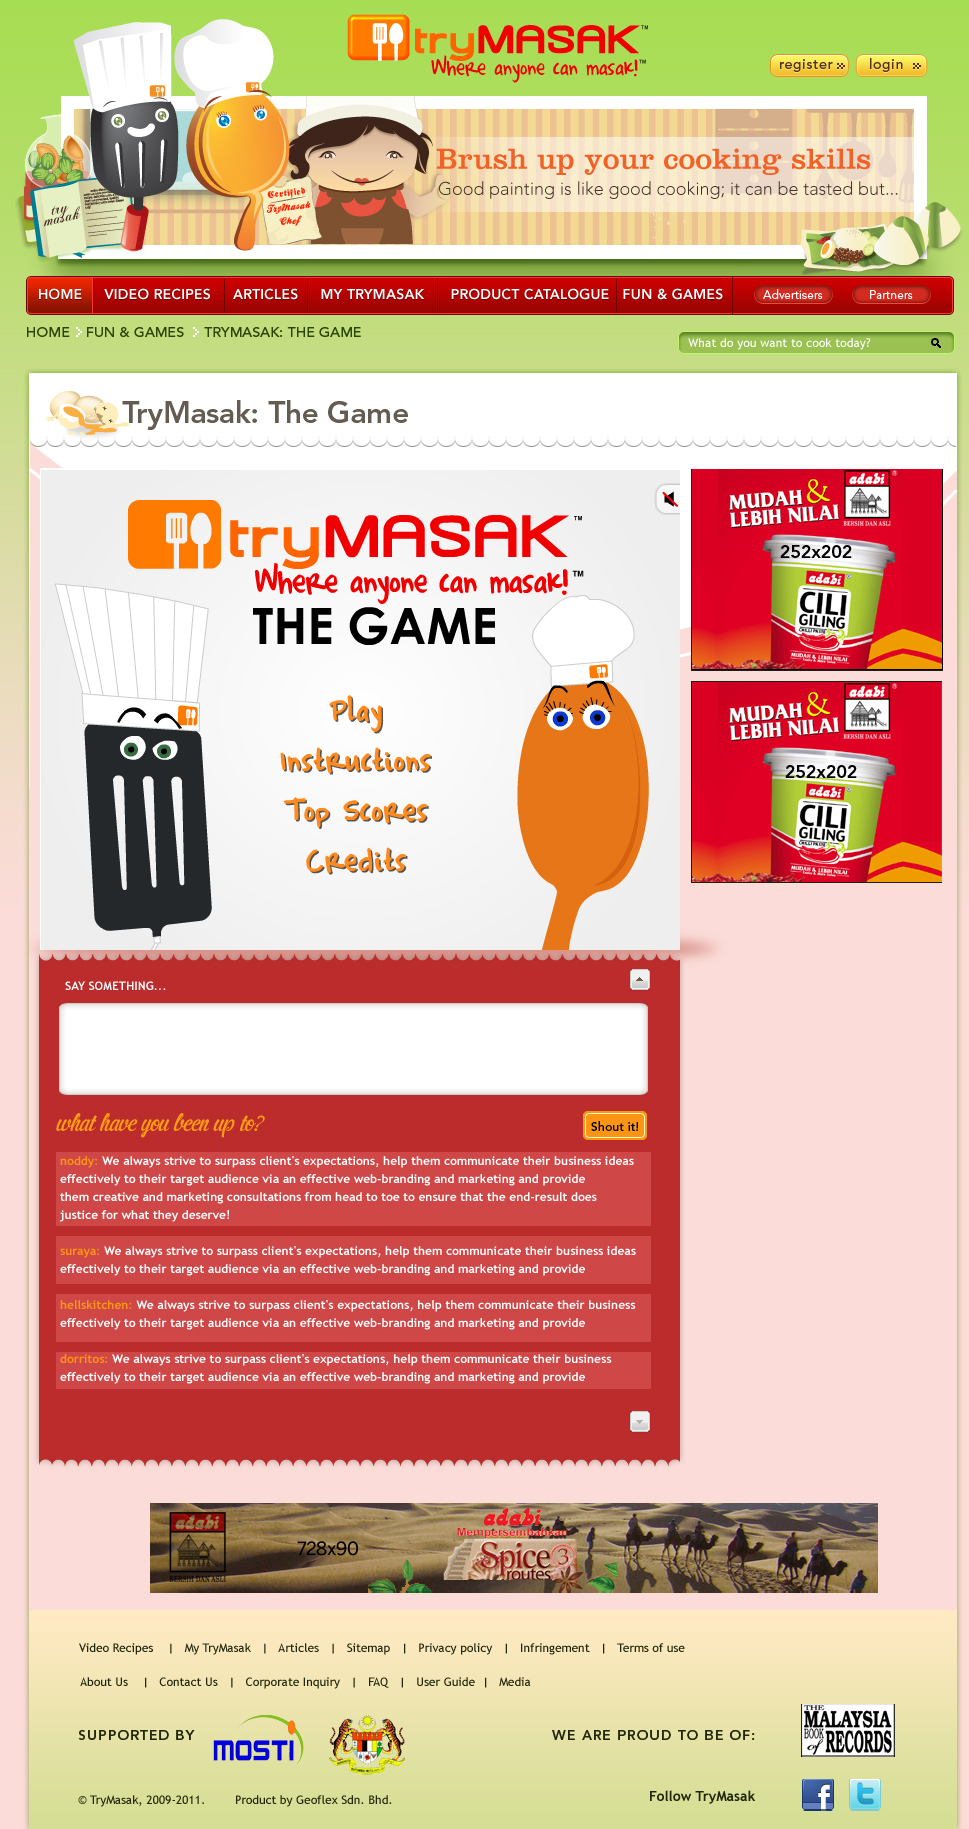 tryMASAK™
Where anyone can masak!™
register
login
try masak
Certified
TryMasak
Chef
Brush up your cooking skills
Good painting is like good cooking; it can be tasted but...
HOME VIDEO RECIPES ARTICLES MY TRYMASAK PRODUCT CATALOGUE FUN & GAMES Advertisers Partners
HOME FUN & GAMES TRYMASAK: THE GAME
What do you want to cook today?
TryMasak: The Game
tryMASAK™
Where anyone can masak!™
THE GAME
Play
Instructions
Top Scores
Credits
MUDAH &
LEBIH NILAI
adabi
BERSIH DAN ASLI
252x202
adabi
CILI
GILING
MUDAH & LEBIH NILAI
MUDAH &
LEBIH NILAI
adabi
BERSIH DAN ASLI
252x202
adabi
CILI
GILING
MUDAH & LEBIH NILAI
SAY SOMETHING...
what have you been up to?
Shout it!
noddy: We always strive to surpass client's expectations, help them communicate their business ideas
effectively to their target audience via an effective web-branding and marketing and provide
them creative and marketing consultations from head to toe to ensure that the end-result does
justice for what they deserve!
suraya: We always strive to surpass client's expectations, help them communicate their business ideas
effectively to their target audience via an effective web-branding and marketing and provide
hellskitchen: We always strive to surpass client's expectations, help them communicate their business
effectively to their target audience via an effective web-branding and marketing and provide
dorritos: We always strive to surpass client's expectations, help them communicate their business
effectively to their target audience via an effective web-branding and marketing and provide
adabi
BERSIH DAN ASLI
728x90
adabi
Mempersembahkan
Spice 3
routes
Video Recipes | My TryMasak | Articles | Sitemap | Privacy policy | Infringement | Terms of use
About Us | Contact Us | Corporate Inquiry | FAQ | User Guide | Media
SUPPORTED BY
MOSTI
WE ARE PROUD TO BE OF:
THE
MALAYSIA
BOOK of RECORDS
© TryMasak, 2009-2011. Product by Geoflex Sdn. Bhd.
Follow TryMasak